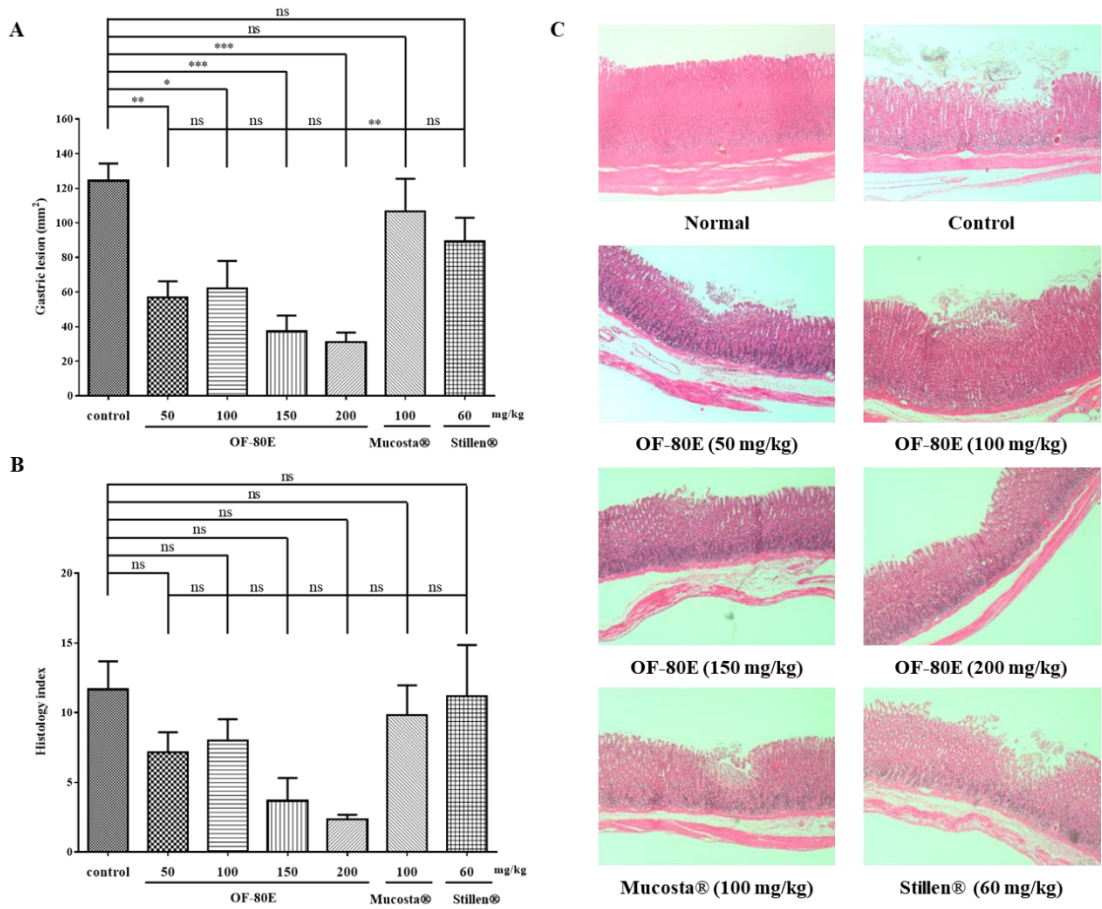 A
ns
ns
***
***
*
**
ns ns ns ** ns
160
140
120
100
80
60
40
20
0
Gastric lesion (mm²)
control 50 100 150 200 100 60 mg/kg
OF-80E Mucosta® Stillen®
B
ns
ns
ns
ns
ns
ns
ns ns ns ns ns
20
15
10
5
0
Histology index
control 50 100 150 200 100 60 mg/kg
OF-80E Mucosta® Stillen®
C
Normal Control
OF-80E (50 mg/kg) OF-80E (100 mg/kg)
OF-80E (150 mg/kg) OF-80E (200 mg/kg)
Mucosta® (100 mg/kg) Stillen® (60 mg/kg)